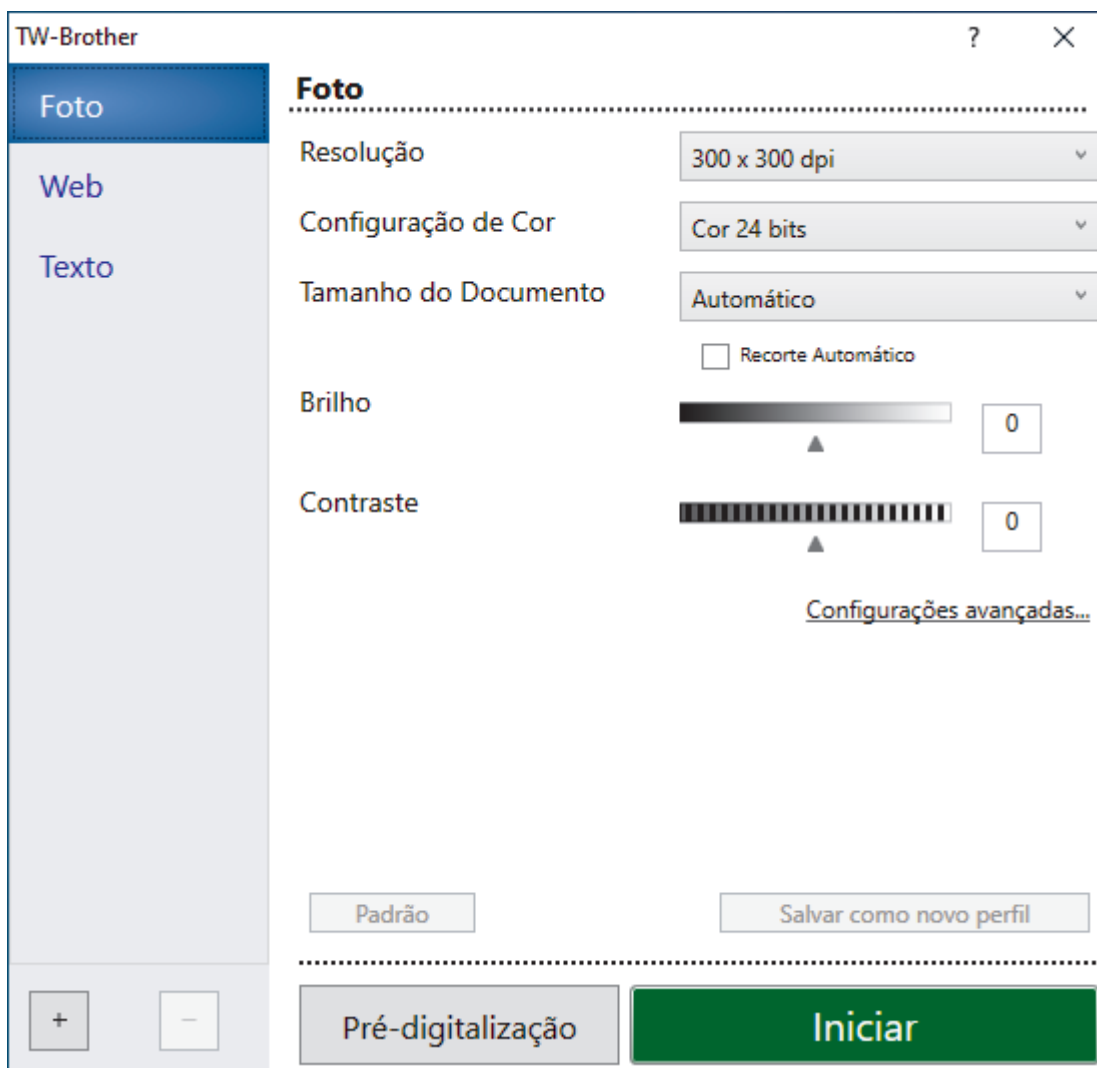 TW-Brother
?
Foto
Web
Texto
Foto
Resolução
300 x 300 dpi
Configuração de Cor
Cor 24 bits
Tamanho do Documento
Automático
Recorte Automático
Brilho
0
Contraste
0
Configurações avançadas...
Padrão
Salvar como novo perfil
+
−
Pré-digitalização
Iniciar